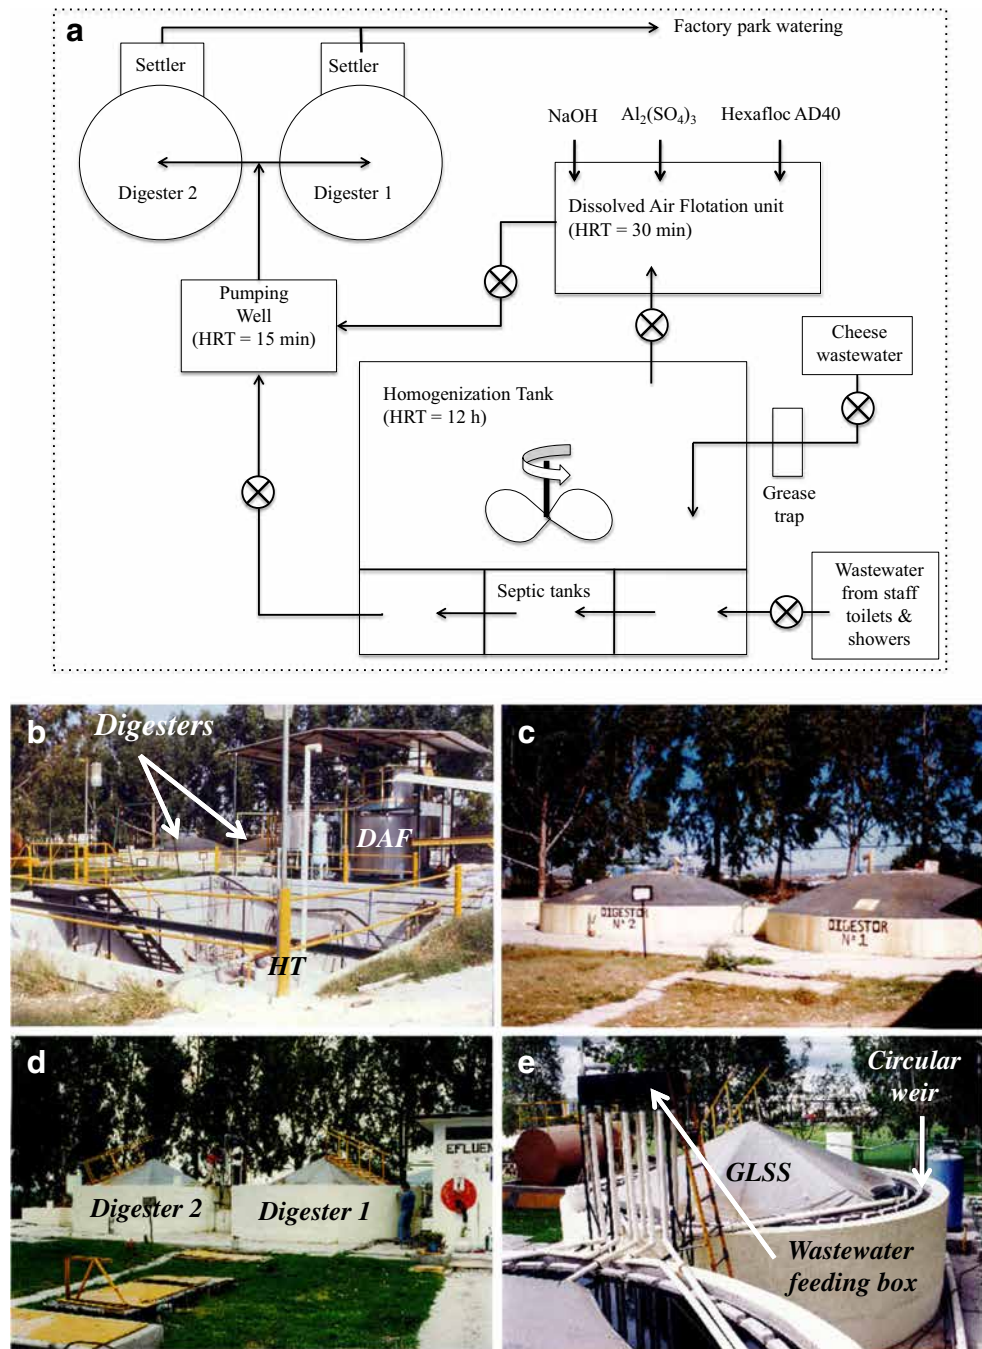 a
Factory park watering
Settler
Settler
NaOH
Al₂(SO₄)₃
Hexafloc AD40
Digester 2
Digester 1
Dissolved Air Flotation unit
(HRT = 30 min)
Pumping
Well
(HRT = 15 min)
Cheese
wastewater
Homogenization Tank
(HRT = 12 h)
Grease
trap
Septic tanks
Wastewater
from staff
toilets &
showers
b
Digesters
DAF
HT
c
DIGESTOR
Nº 2
DIGESTOR
Nº 1
d
Digester 2
Digester 1
EFLUEN
e
Circular
weir
GLSS
Wastewater
feeding box